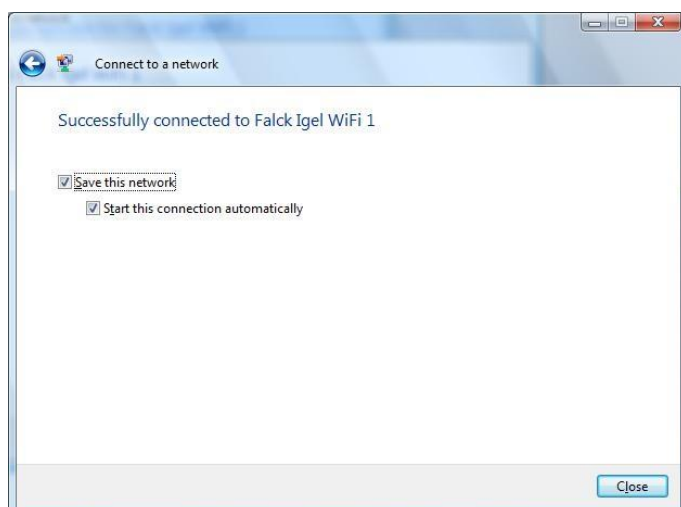 Connect to a network
Successfully connected to Falck Igel WiFi 1
Save this network
Start this connection automatically
Close